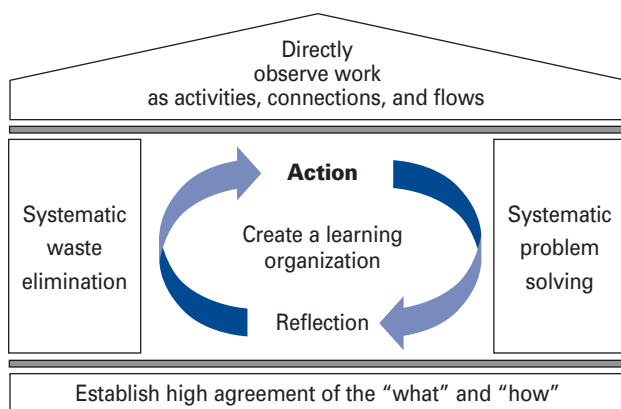 Directly
observe work
as activities, connections, and flows
Systematic
waste
elimination
Action
Create a learning
organization
Reflection
Systematic
problem
solving
Establish high agreement of the “what” and “how”